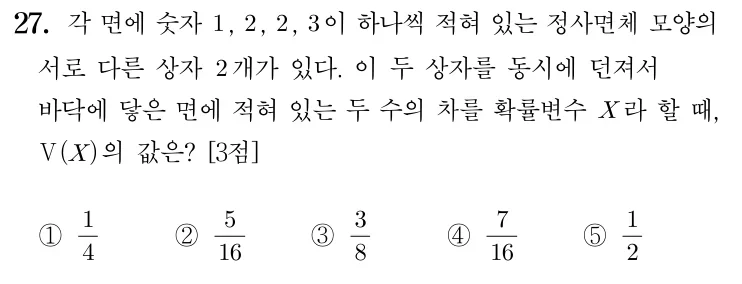 27. 각 면에 숫자 1, 2, 2, 3이 하나씩 적혀 있는 정사면체 모양의
서로 다른 상자 2개가 있다. 이 두 상자를 동시에 던져서
바닥에 닿은 면에 적혀 있는 두 수의 차를 확률변수 X라 할 때,
V(X)의 값은? [3점]
① 1/4 ② 5/16 ③ 3/8 ④ 7/16 ⑤ 1/2